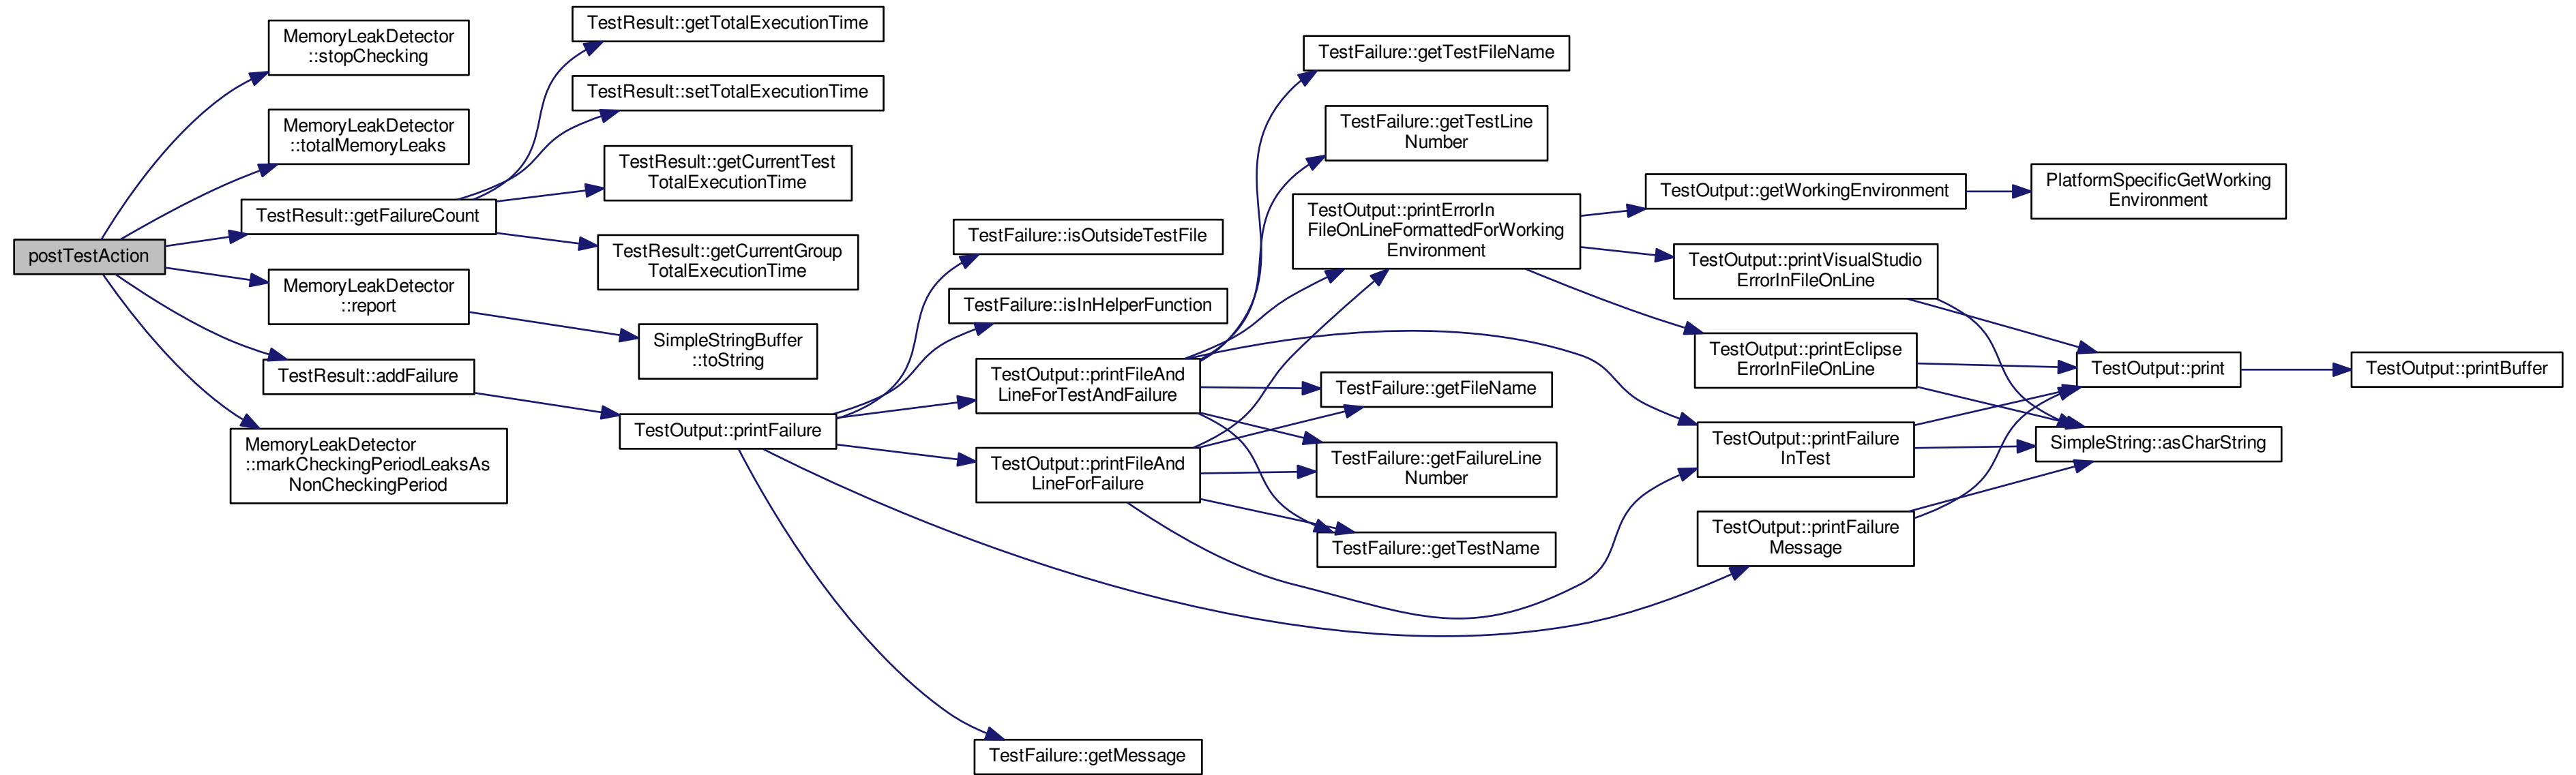 postTestAction
MemoryLeakDetector
::stopChecking
MemoryLeakDetector
::totalMemoryLeaks
TestResult::getFailureCount
MemoryLeakDetector
::report
TestResult::addFailure
MemoryLeakDetector
::markCheckingPeriodLeaksAs
NonCheckingPeriod
TestResult::getTotalExecutionTime
TestResult::setTotalExecutionTime
TestResult::getCurrentTest
TotalExecutionTime
TestResult::getCurrentGroup
TotalExecutionTime
SimpleStringBuffer
::toString
TestOutput::printFailure
TestFailure::isOutsideTestFile
TestFailure::isInHelperFunction
TestOutput::printFileAnd
LineForTestAndFailure
TestOutput::printFileAnd
LineForFailure
TestFailure::getMessage
TestFailure::getTestFileName
TestFailure::getTestLine
Number
TestOutput::printErrorIn
FileOnLineFormattedForWorking
Environment
TestFailure::getFileName
TestFailure::getFailureLine
Number
TestFailure::getTestName
TestOutput::getWorkingEnvironment
TestOutput::printVisualStudio
ErrorInFileOnLine
TestOutput::printEclipse
ErrorInFileOnLine
TestOutput::printFailure
InTest
TestOutput::printFailure
Message
PlatformSpecificGetWorking
Environment
TestOutput::print
SimpleString::asCharString
TestOutput::printBuffer